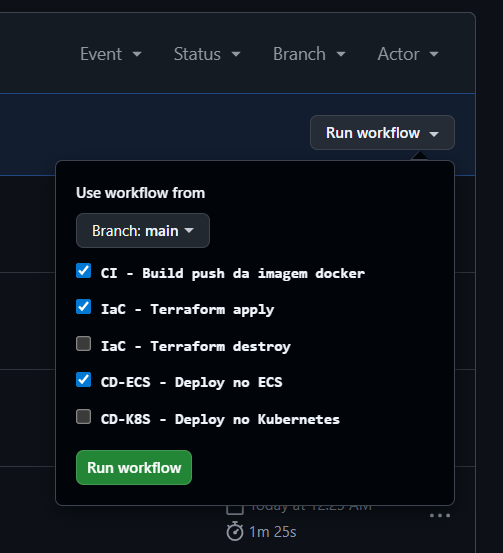 Event Status Branch Actor
Run workflow
Use workflow from
Branch: main
CI - Build push da imagem docker
IaC - Terraform apply
IaC - Terraform destroy
CD-ECS - Deploy no ECS
CD-K8S - Deploy no Kubernetes
Run workflow
Today at 12:25 AM
1m 25s